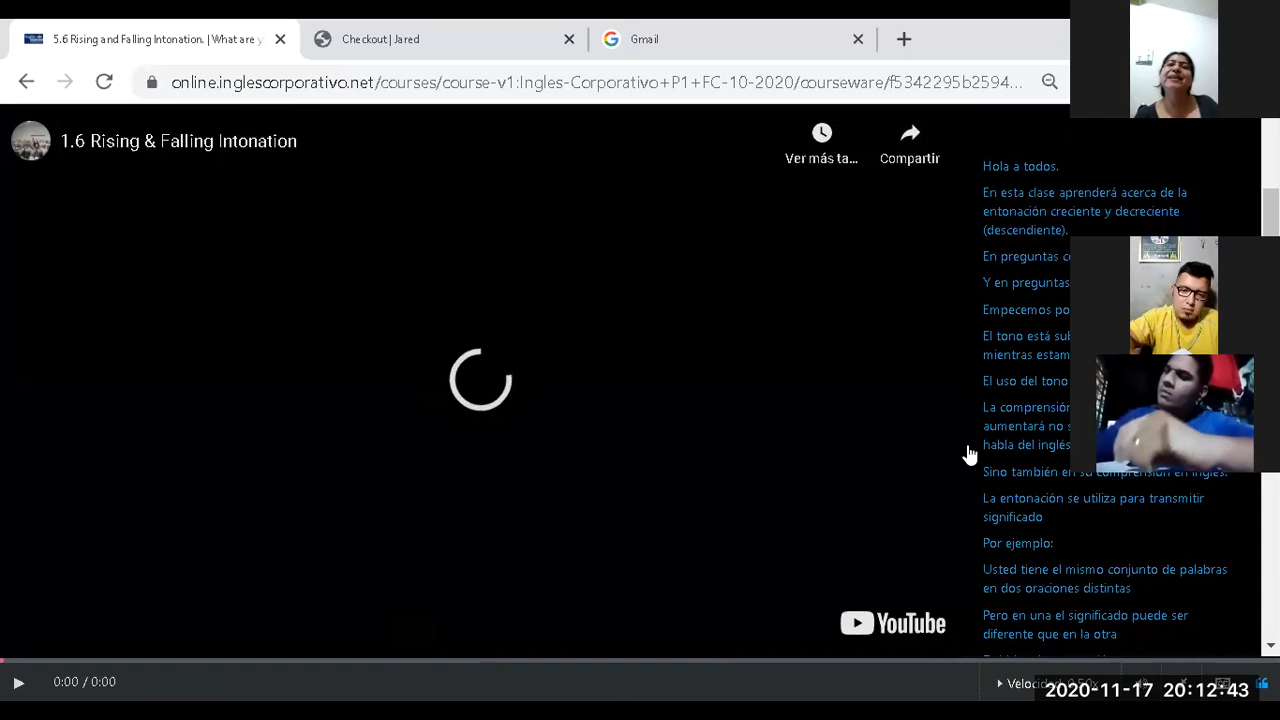 5.6 Rising and Falling Intonation. | What are y
Checkout | Jared
Gmail
online.inglescorporativo.net/courses/course-v1:Ingles-Corporativo+P1+FC-10-2020/courseware/f5342295b2594...
1.6 Rising & Falling Intonation
Ver más ta...
Compartir
Hola a todos.
En esta clase aprenderá acerca de la
entonación creciente y decreciente
(descendiente).
En preguntas
Y en preguntas
Empecemos
El tono está
mientras
El uso del tono
La comprensión
aumentará no
habla del inglés
Sino también en su comprensión en inglés.
La entonación se utiliza para transmitir
significado
Por ejemplo:
Usted tiene el mismo conjunto de palabras
en dos oraciones distintas
Pero en una el significado puede ser
diferente que en la otra
YouTube
0:00 / 0:00
Velocidad 0.50x
2020-11-17 20:12:43